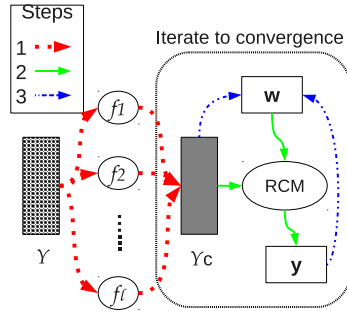 Steps
1
2
3
Iterate to convergence
f1
f2
fl
Y
Yc
w
RCM
y